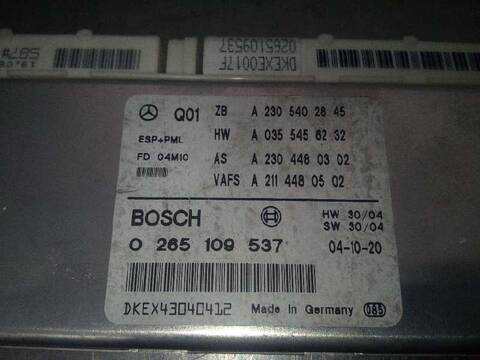 0265109537
DKEXE0017F
Q01 ZB A 230 540 28 45
ESP+PML HW A 035 545 62 32
FD 04M10 AS A 230 446 03 02
VAFS A 211 448 05 02
BOSCH HW 30/04
SW 30/04
0 265 109 537 04-10-20
DKEX43040412 Made in Germany 085